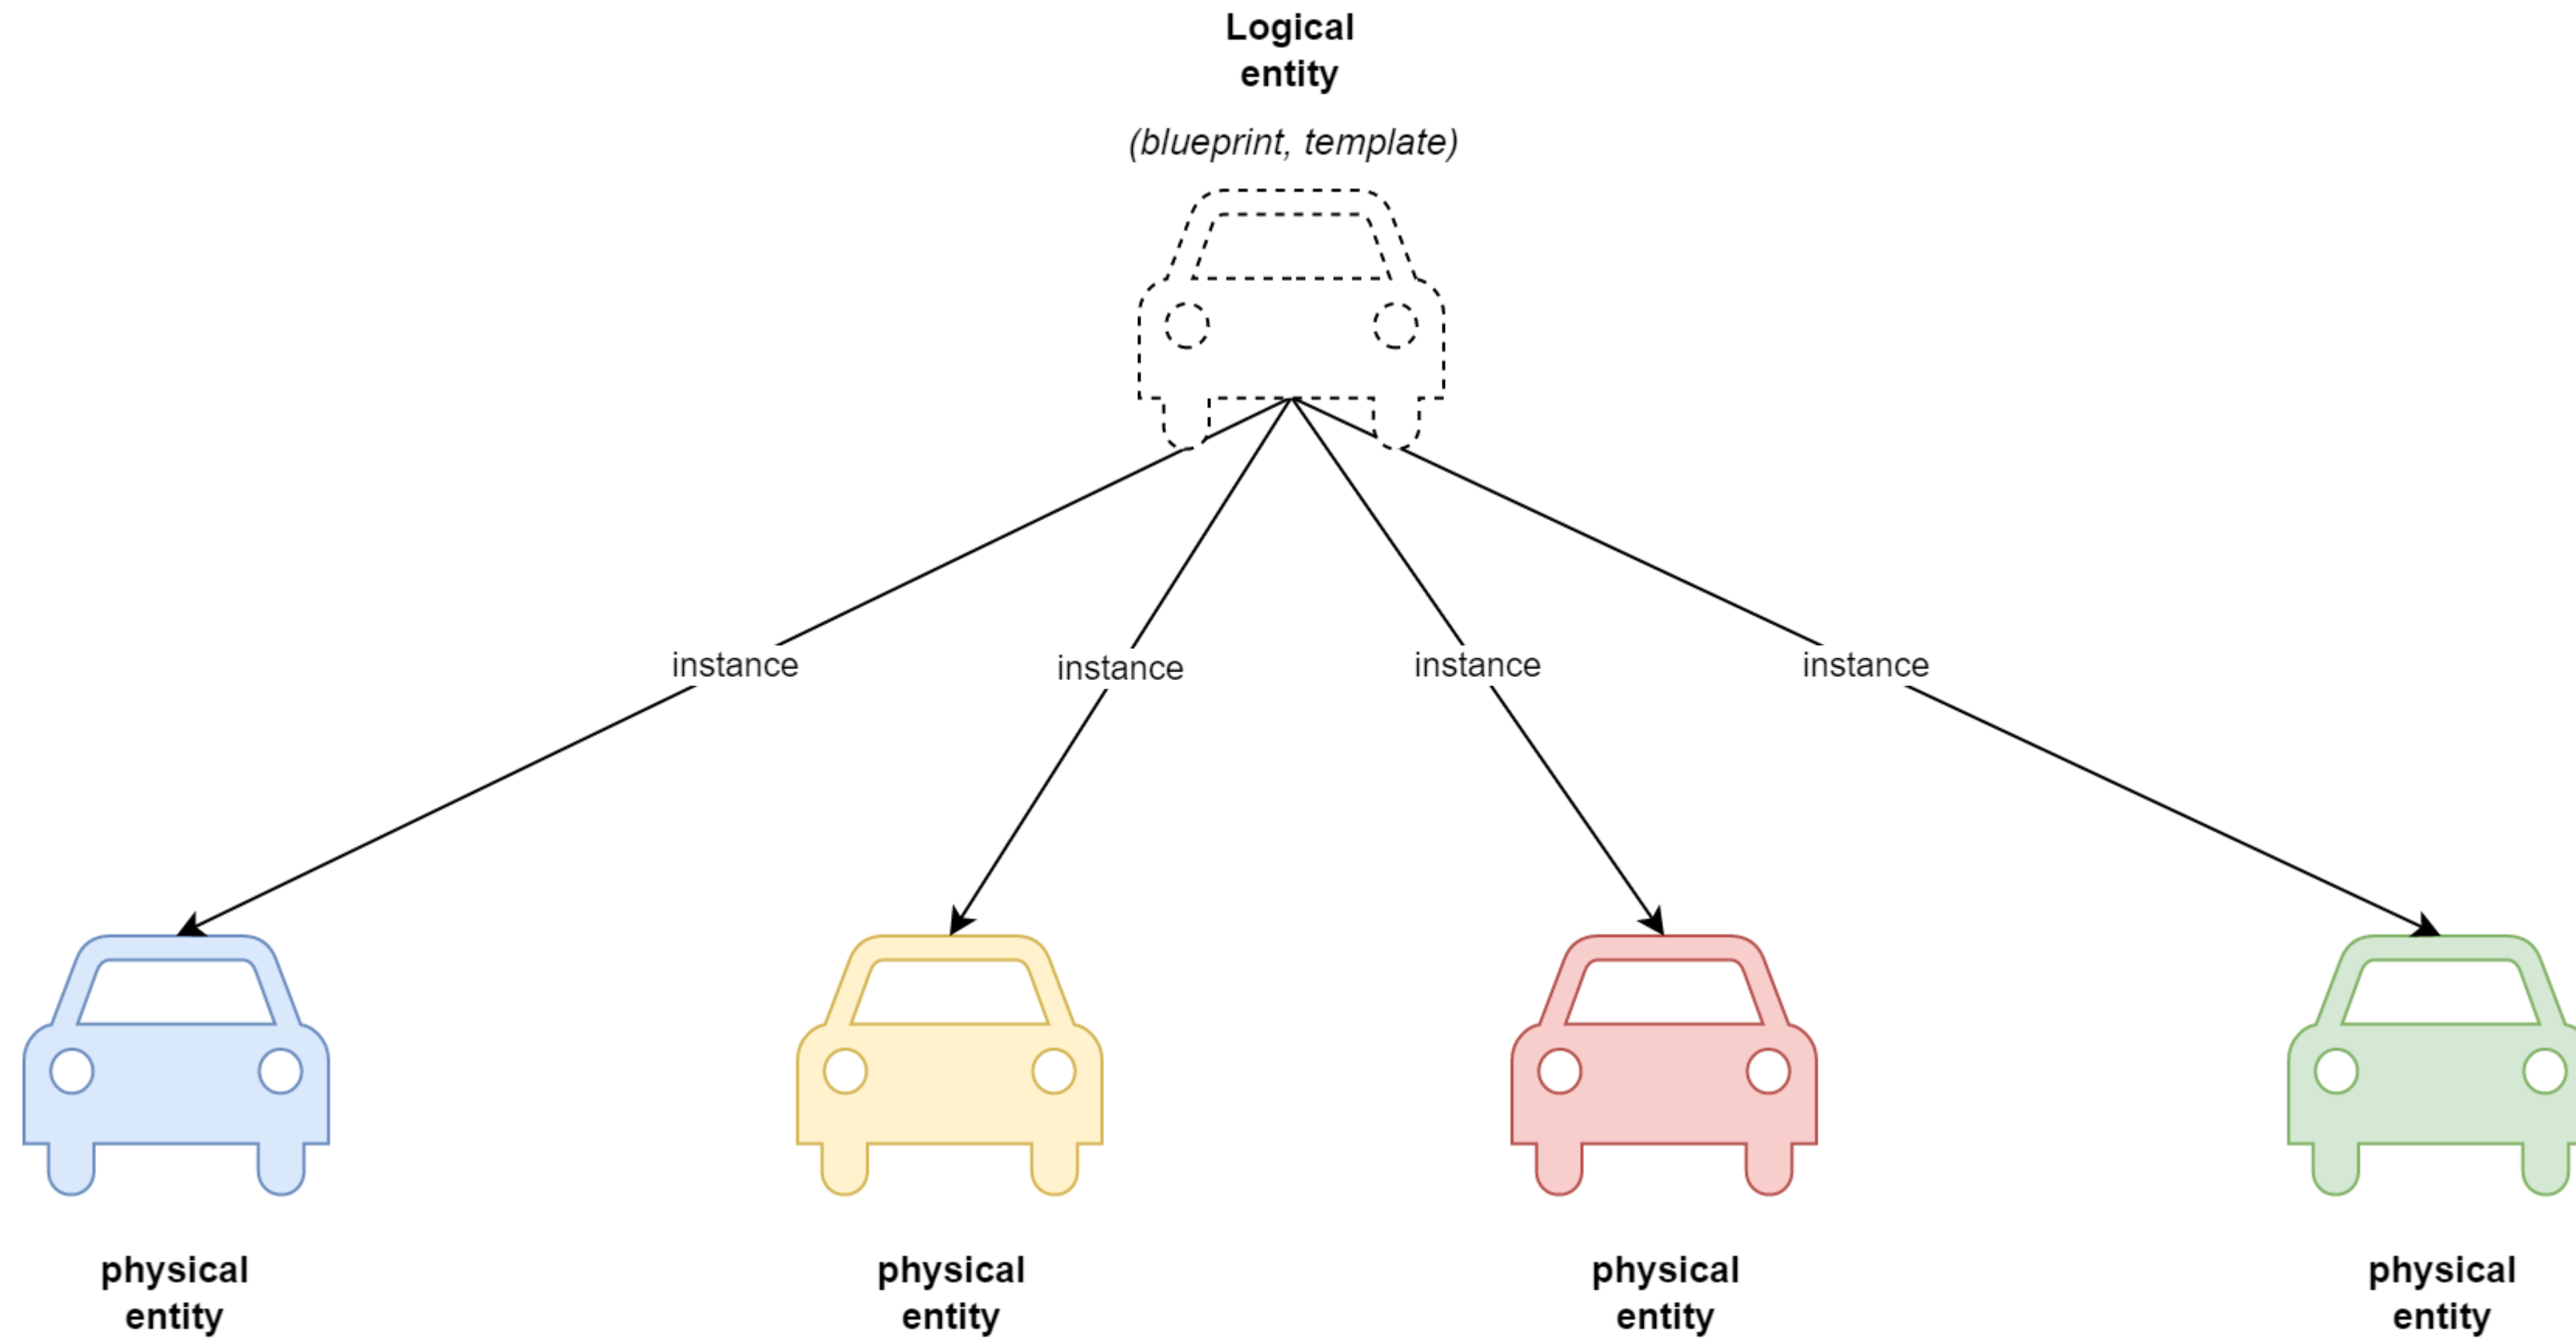 Logical
entity
(blueprint, template)
instance
instance
instance
instance
physical
entity
physical
entity
physical
entity
physical
entity